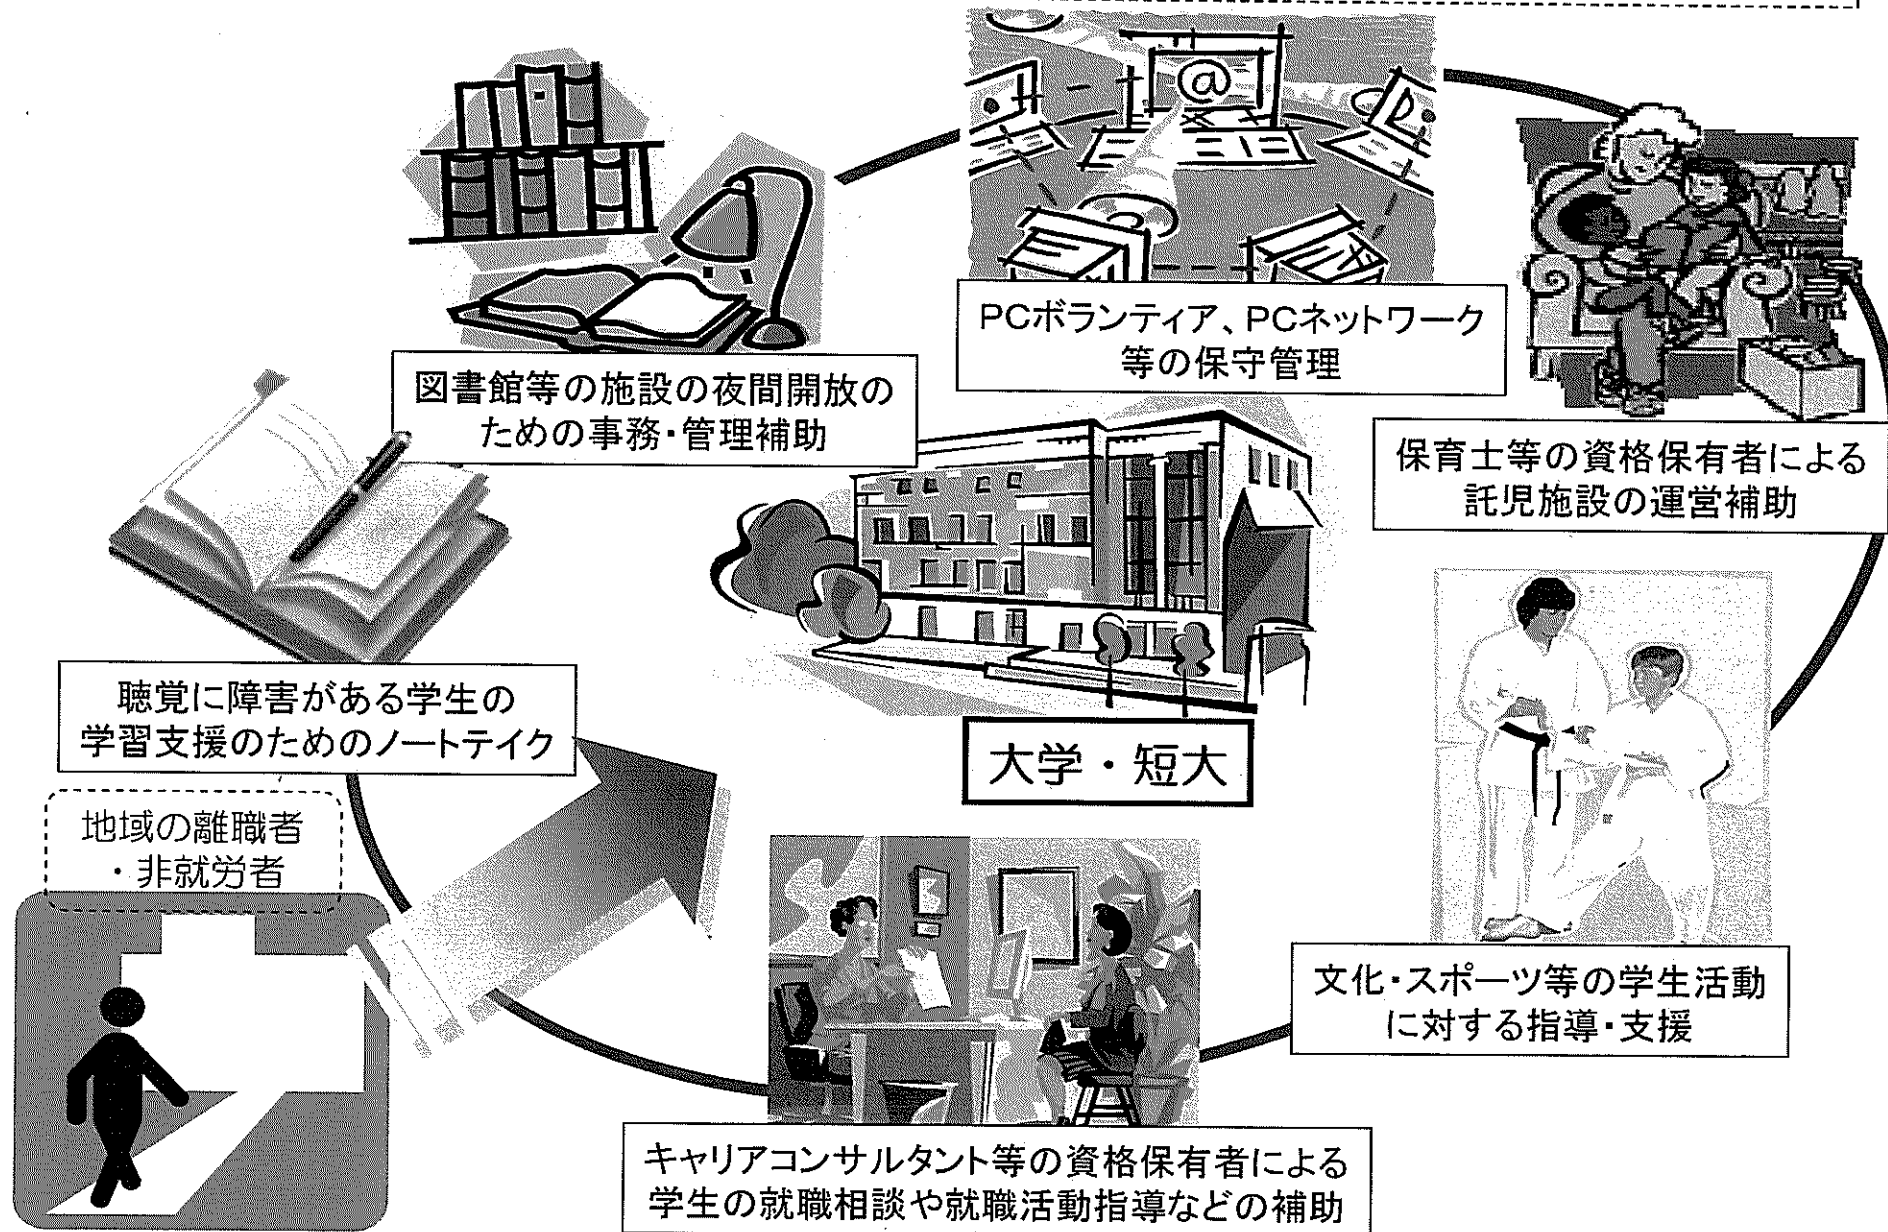 PCボランティア、PCネットワーク
等の保守管理
図書館等の施設の夜間開放の
ための事務・管理補助
保育士等の資格保有者による
託児施設の運営補助
聴覚に障害がある学生の
学習支援のためのノートテイク
大学・短大
地域の離職者
・非就労者
文化・スポーツ等の学生活動
に対する指導・支援
キャリアコンサルタント等の資格保有者による
学生の就職相談や就職活動指導などの補助